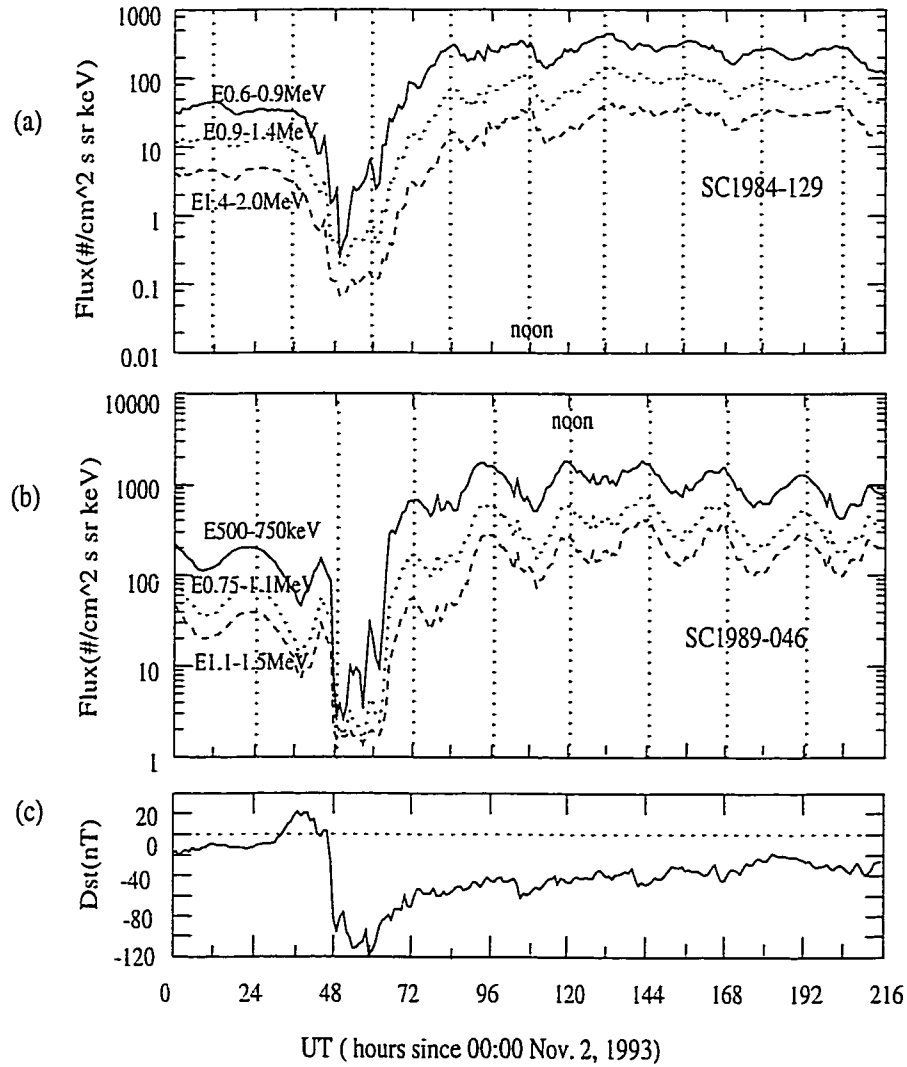 (a)
1000
100
10
1
0.1
0.01
Flux(#/cm^2 s sr keV)
E0.6-0.9MeV
E0.9-1.4MeV
E1.4-2.0MeV
SC1984-129
noon
(b)
10000
1000
100
10
1
Flux(#/cm^2 s sr keV)
noon
E500-750keV
E0.75-1.1MeV
E1.1-1.5MeV
SC1989-046
(c)
20
0
-40
-80
-120
Dst(nT)
0 24 48 72 96 120 144 168 192 216
UT ( hours since 00:00 Nov. 2, 1993)